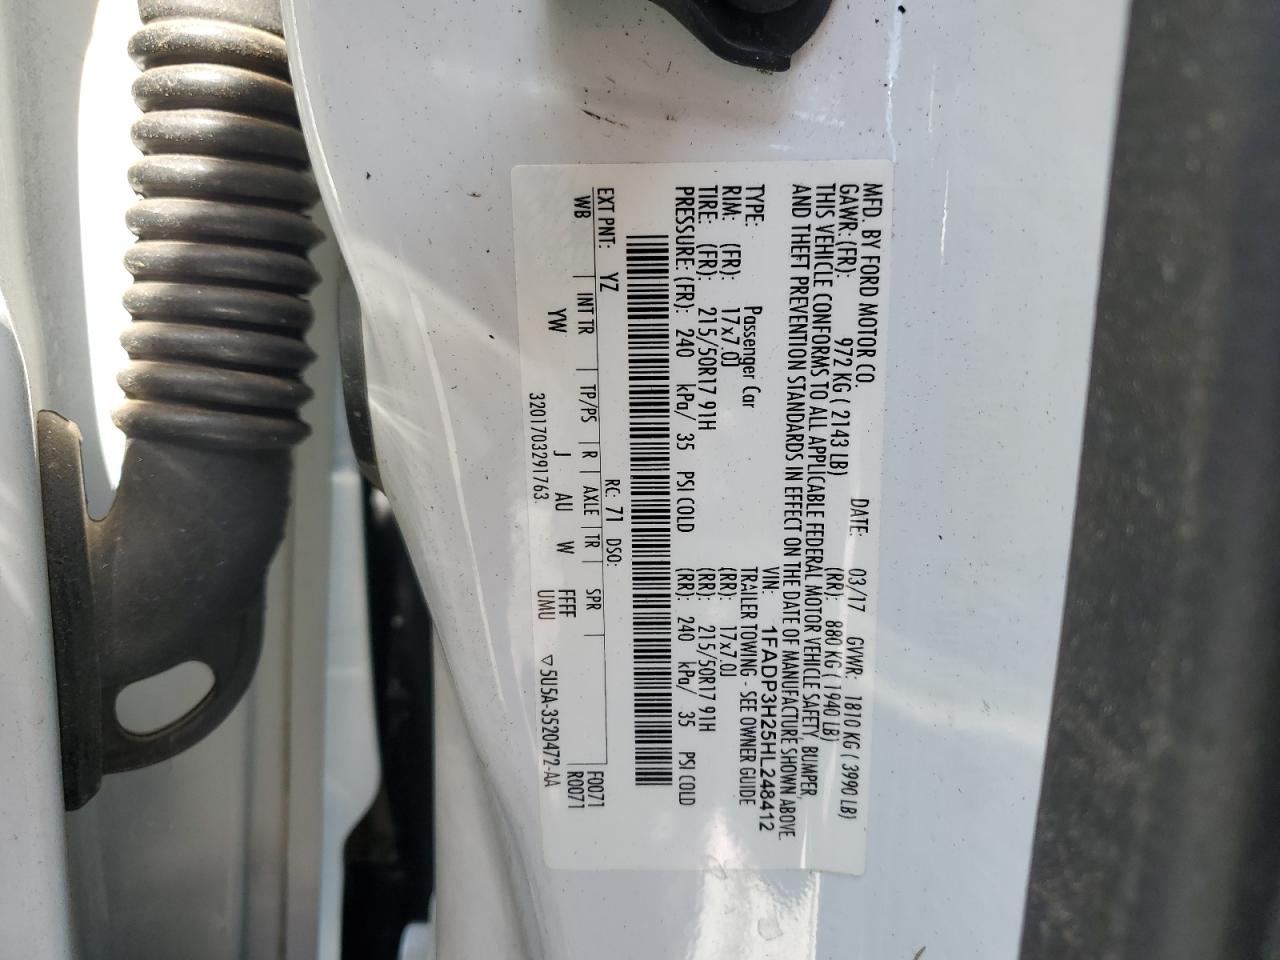 MFD. BY FORD MOTOR CO.
DATE: 03/17 GVWR: 1810 KG ( 3990 LB)
GAWR: (FR): 972 KG ( 2143 LB) (RR): 880 KG ( 1940 LB)
THIS VEHICLE CONFORMS TO ALL APPLICABLE FEDERAL MOTOR VEHICLE SAFETY, BUMPER,
AND THEFT PREVENTION STANDARDS IN EFFECT ON THE DATE OF MANUFACTURE SHOWN ABOVE.
VIN: 1FADP3H25HL248412
TYPE: Passenger Car TRAILER TOWING - SEE OWNER GUIDE
RIM: (FR): 17x7.0J (RR): 17x7.0J
TIRE: (FR): 215/50R17 91H (RR): 215/50R17 91H
PRESSURE: (FR): 240 kPa/ 35 PSI COLD (RR): 240 kPa/ 35 PSI COLD
EXT PNT: YZ RC: 71 DSO: F0071
WB INT TR TP/PS R AXLE TR SPR R0071
YW J AU W FFFF
3201703291763 UMU ▽5U5A-3520472-AA